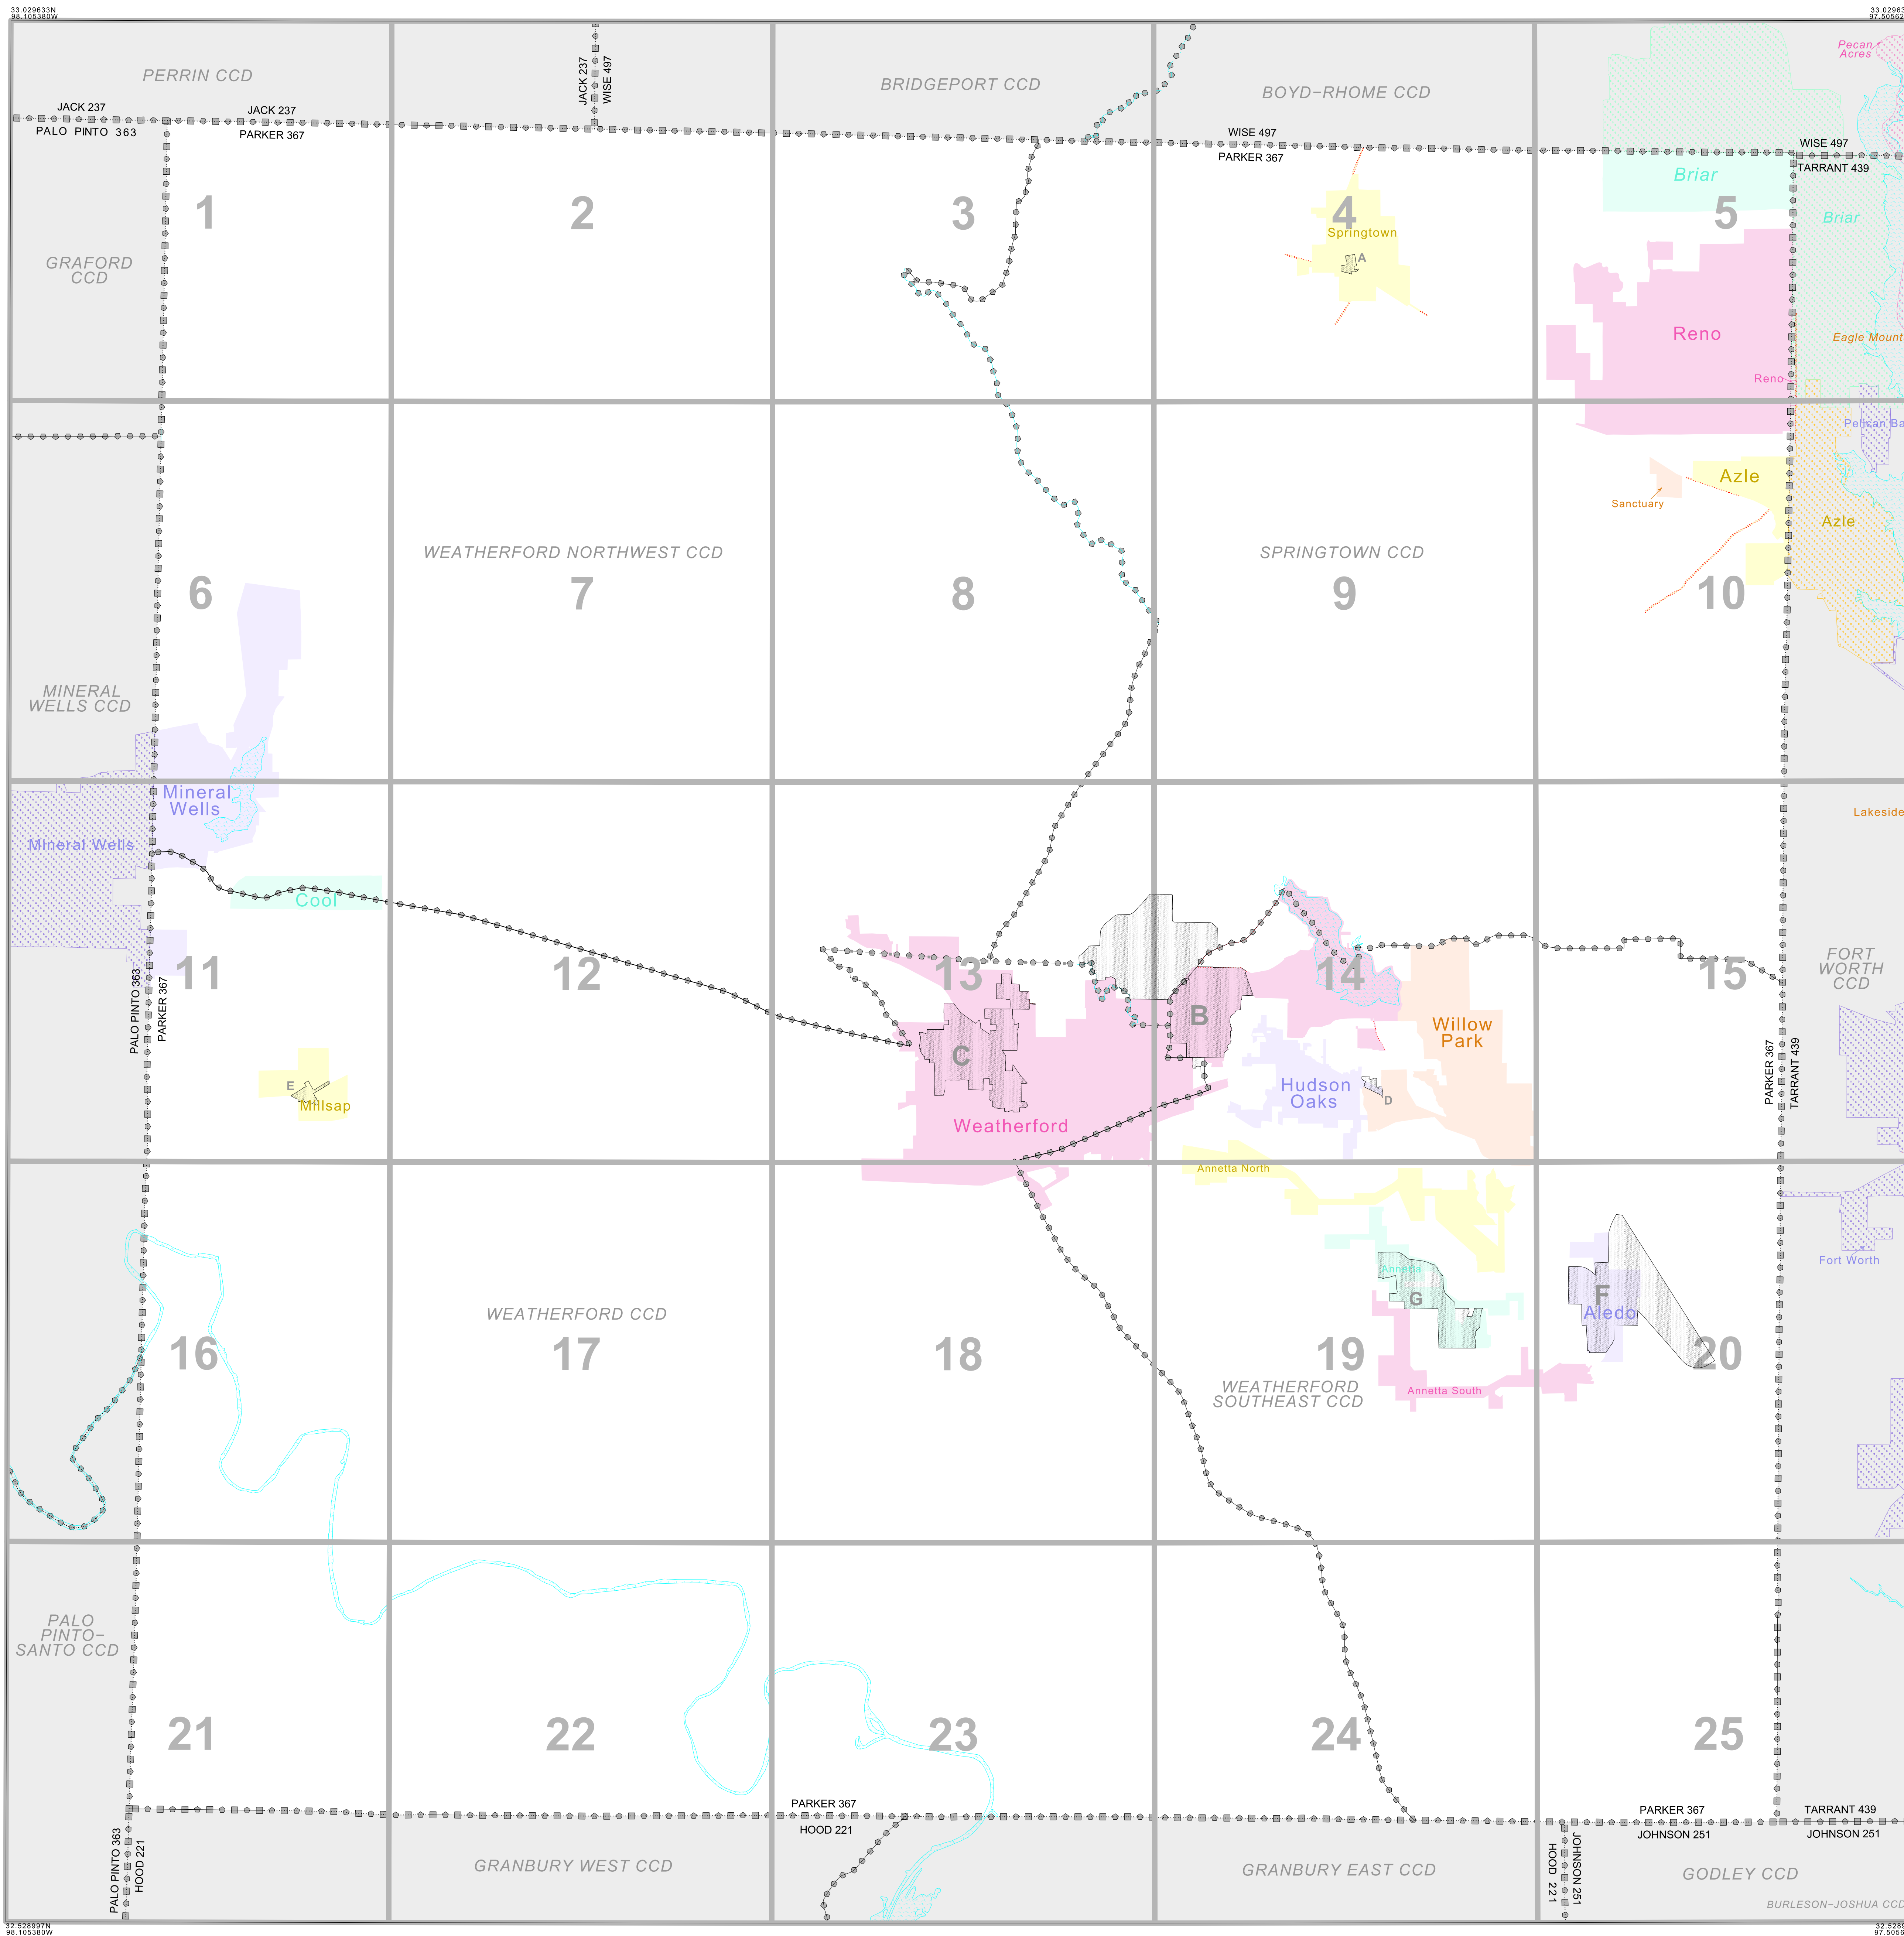 33.029633N
98.105380W
33.02963
97.50562
PERRIN CCD
JACK 237
WISE 497
BRIDGEPORT CCD
BOYD-RHOME CCD
Pecan
Acres
JACK 237
PALO PINTO 363
JACK 237
PARKER 367
WISE 497
PARKER 367
WISE 497
TARRANT 439
1
2
3
4
5
Briar
Briar
Springtown
A
GRAFORD
CCD
Reno
Eagle Mount
Reno
Pelican Ba
Azle
Sanctuary
Azle
WEATHERFORD NORTHWEST CCD
SPRINGTOWN CCD
6
7
8
9
10
MINERAL
WELLS CCD
Mineral
Wells
Mineral Wells
Lakeside
Cool
11
12
13
14
15
PALO PINTO 363
PARKER 367
FORT
WORTH
CCD
B
C
Willow
Park
Hudson
Oaks
D
PARKER 367
TARRANT 439
E
Millsap
Weatherford
Annetta North
Fort Worth
Annetta
G
F
Aledo
WEATHERFORD CCD
16
17
18
19
20
WEATHERFORD
SOUTHEAST CCD
Annetta South
PALO
PINTO-
SANTO CCD
21
22
23
24
25
PARKER 367
HOOD 221
PARKER 367
JOHNSON 251
TARRANT 439
JOHNSON 251
PALO PINTO 363
HOOD 221
GRANBURY WEST CCD
GRANBURY EAST CCD
HOOD 221
JOHNSON 251
GODLEY CCD
BURLESON-JOSHUA CCD
32.528997N
98.105380W
32.5289
97.5056